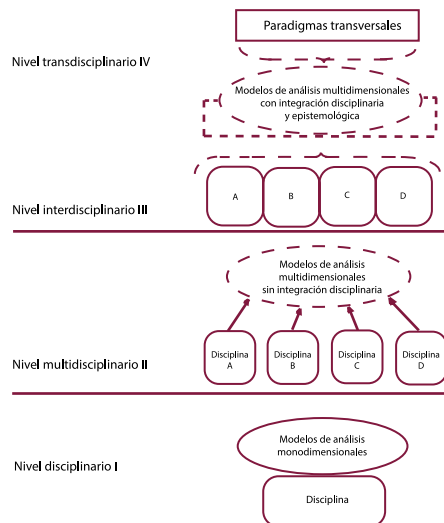 Paradigmas transversales
Nivel transdisciplinario IV
Modelos de análisis multidimensionales
con integración disciplinaria
y epistemológica
A
B
C
D
Nivel interdisciplinario III
Modelos de análisis
multidimensionales
sin integración disciplinaria
Disciplina
A
Disciplina
B
Disciplina
C
Disciplina
D
Nivel multidisciplinario II
Modelos de análisis
monodimensionales
Nivel disciplinario I
Disciplina